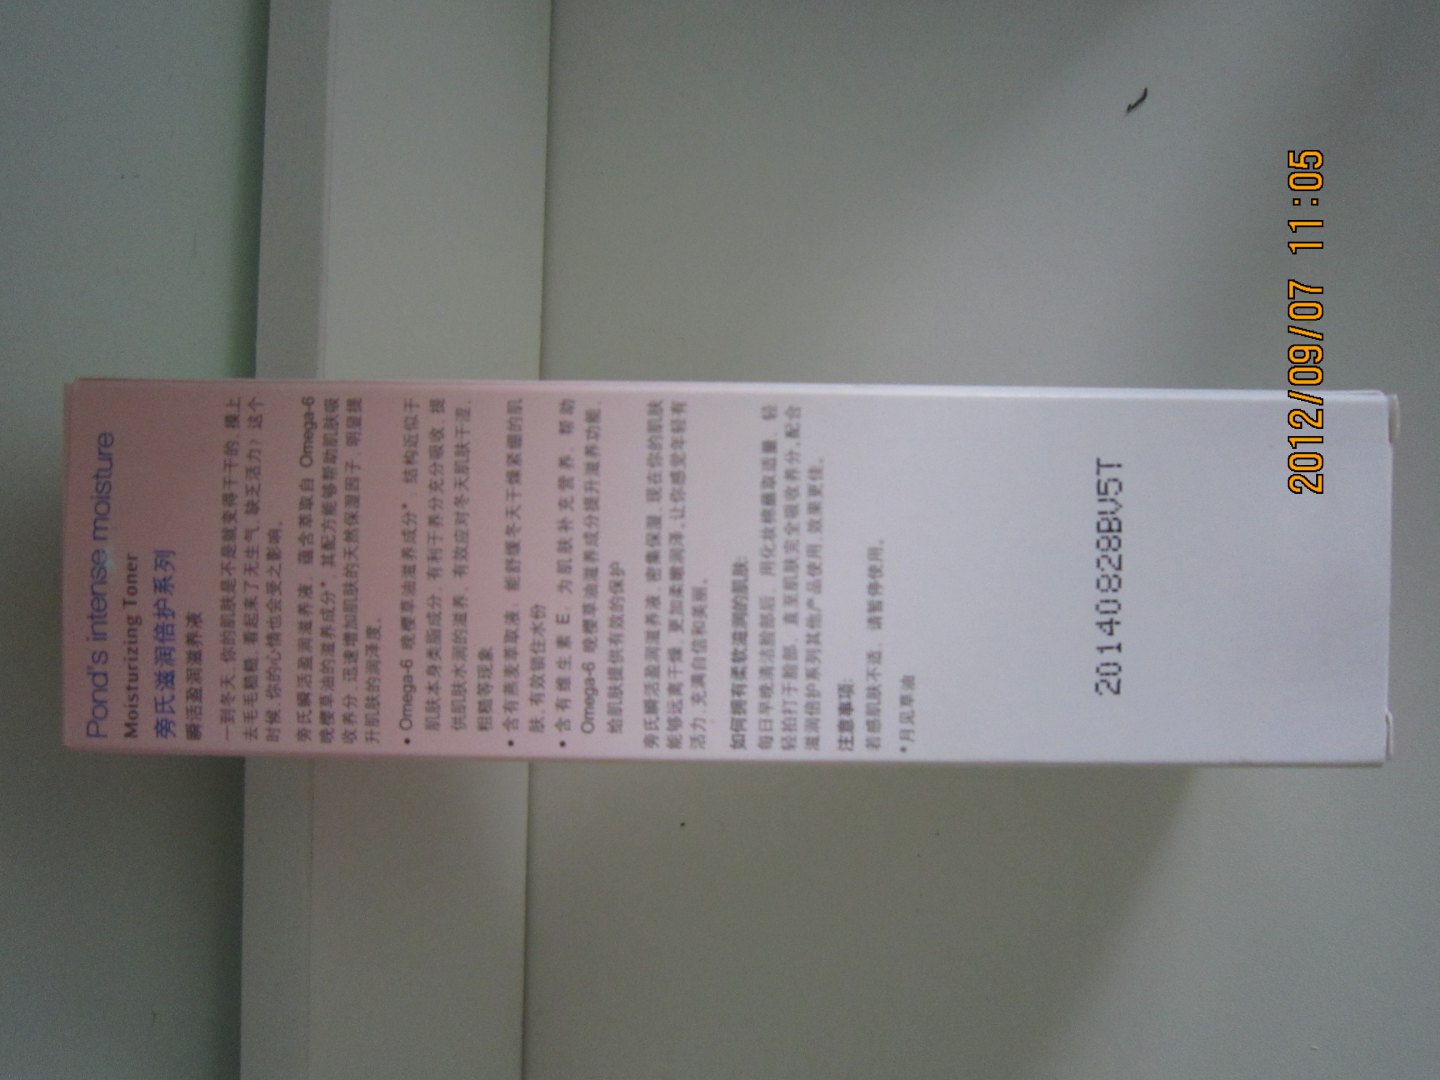 Pond's intense moisture
Moisturizing Toner
旁氏滋润倍护系列
瞬活盈润滋养液
一到冬天，你的肌肤是不是就变得干干的，摸上
去毛毛糙糙，看起来了无生气，缺乏活力？这个
时候，你的心情也会受之影响。
旁氏瞬活盈润滋养液，蕴含萃取自 Omega-6
晚樱草油的滋养成分*，其配方能够帮助肌肤吸
收养分，迅速增加肌肤的天然保湿因子，明显提
升肌肤的润泽度。
• Omega-6 晚樱草油滋养成分*，结构近似于
肌肤本身类脂成分，有利于养分充分吸收，提
供肌肤水润的滋养，有效应对冬天肌肤干涩、
粗糙等现象
• 含有燕麦萃取液，能舒缓冬天干燥紧绷的肌
肤，有效锁住水份
• 含有维生素 E，为肌肤补充营养，帮助
Omega-6 晚樱草油滋养成分提升滋养功能，
给肌肤提供有效的保护
旁氏瞬活盈润滋养液，密集保湿，现在你的肌肤
能够远离干燥，更加柔嫩润泽，让你感觉年轻有
活力，充满自信和美丽。
如何拥有柔软滋润的肌肤:
每日早晚清洁脸部后，用化妆棉蘸取适量，轻
轻拍打于脸部，直至肌肤完全吸收养分，配合
滋润倍护系列其他产品使用，效果更佳。
注意事项:
若感肌肤不适，请暂停使用。
*月见草油
20140828BV5T
2012/09/07 11:05